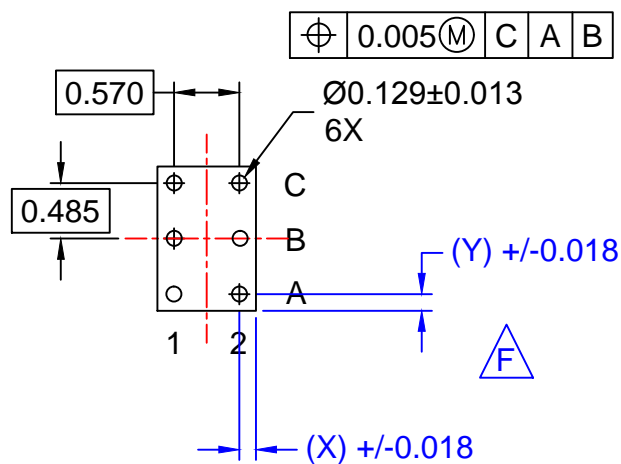 ⌖ 0.005Ⓜ C A B
0.570
Ø0.129±0.013
6X
C
0.485
B
(Y) +/-0.018
A
1 2
F
(X) +/-0.018